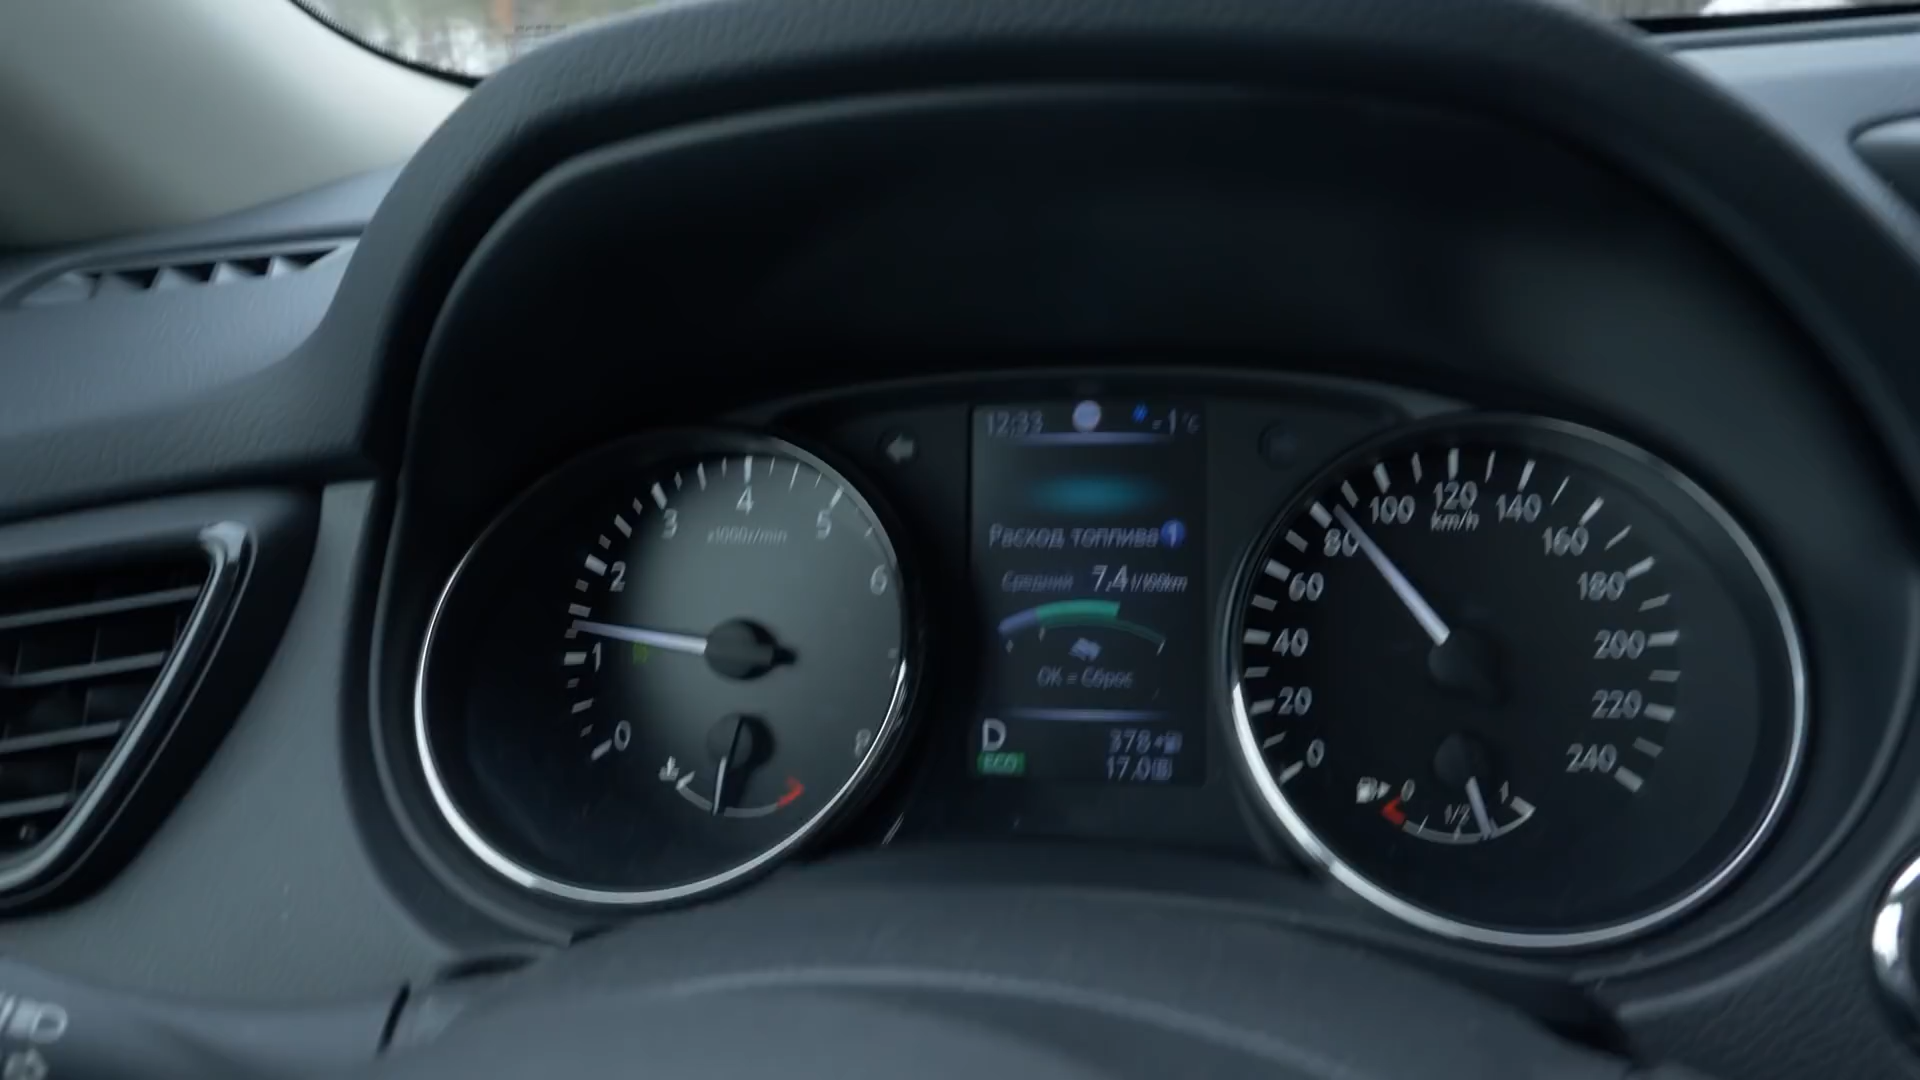 12:33 -1°C
Расход топлива 1
Средний 7,4 l/100km
OK = Сброс
D 378
ECO 17.0
0 1 2 3 4 5 6 8
x1000r/min
0 20 40 60 80 100 120 140 160 180 200 220 240
km/h
0 1/2 1